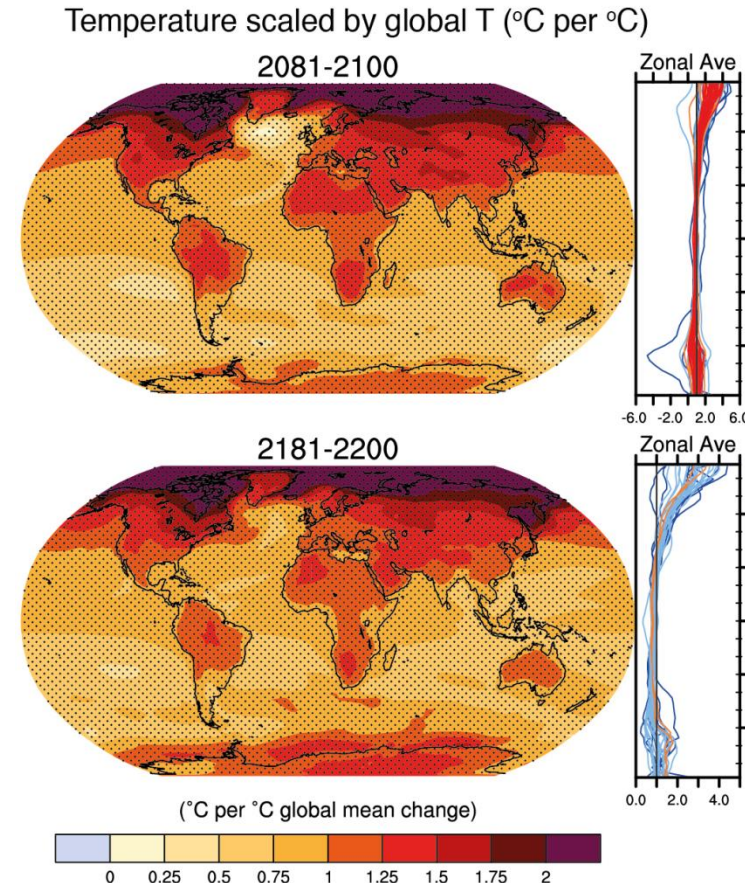 Temperature scaled by global T (°C per °C)
2081-2100
Zonal Ave
-6.0 -2.0 2.0 6.0
2181-2200
Zonal Ave
0.0 2.0 4.0
(°C per °C global mean change)
0 0.25 0.5 0.75 1 1.25 1.5 1.75 2